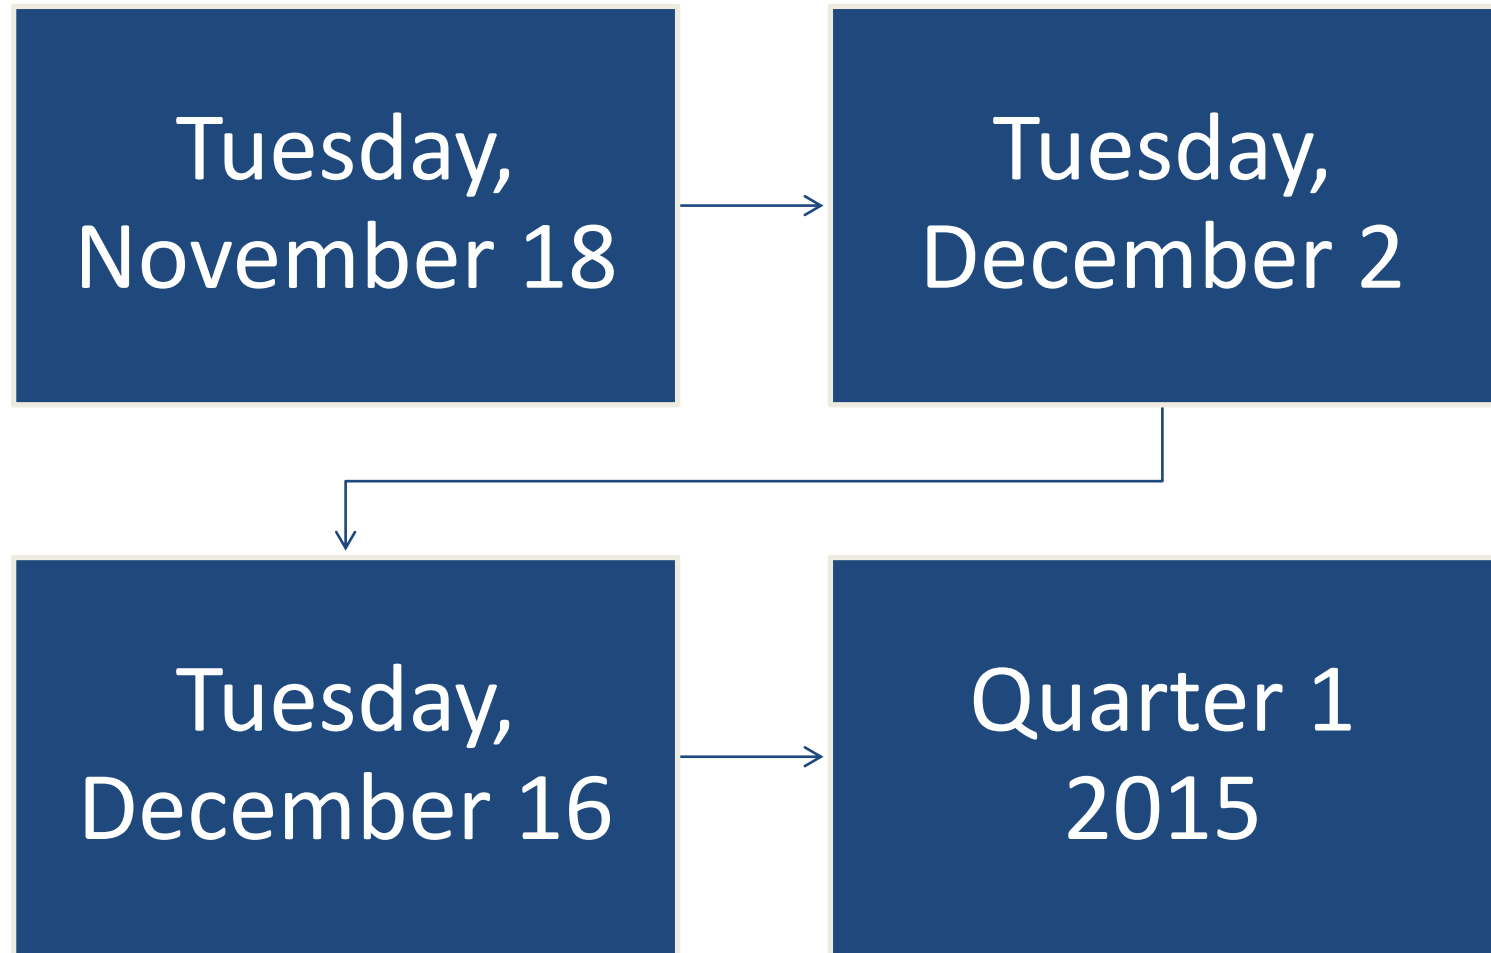 Tuesday,
November 18
Tuesday,
December 2
Tuesday,
December 16
Quarter 1
2015